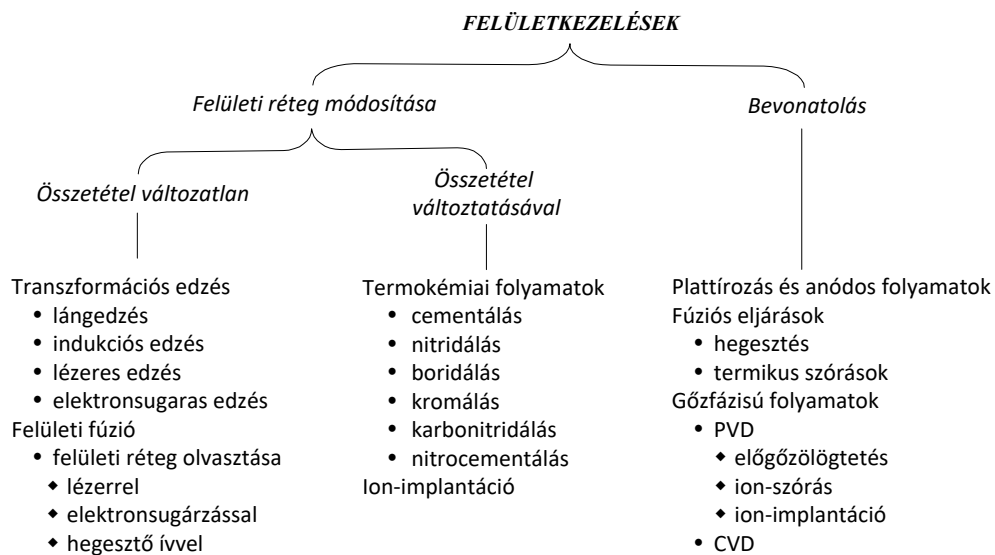 FELÜLETKEZELÉSEK
Felületi réteg módosítása
Bevonatolás
Összetétel változatlan
Összetétel
változtatásával
Transzformációs edzés
• lángedzés
• indukciós edzés
• lézeres edzés
• elektronsugaras edzés
Felületi fúzió
• felületi réteg olvasztása
◆ lézerrel
◆ elektronsugárzással
◆ hegesztő ívvel
Termokémiai folyamatok
• cementálás
• nitridálás
• boridálás
• kromálás
• karbonitridálás
• nitrocementálás
Ion-implantáció
Plattírozás és anódos folyamatok
Fúziós eljárások
• hegesztés
• termikus szórások
Gőzfázisú folyamatok
• PVD
◆ előgőzölögtetés
◆ ion-szórás
◆ ion-implantáció
• CVD